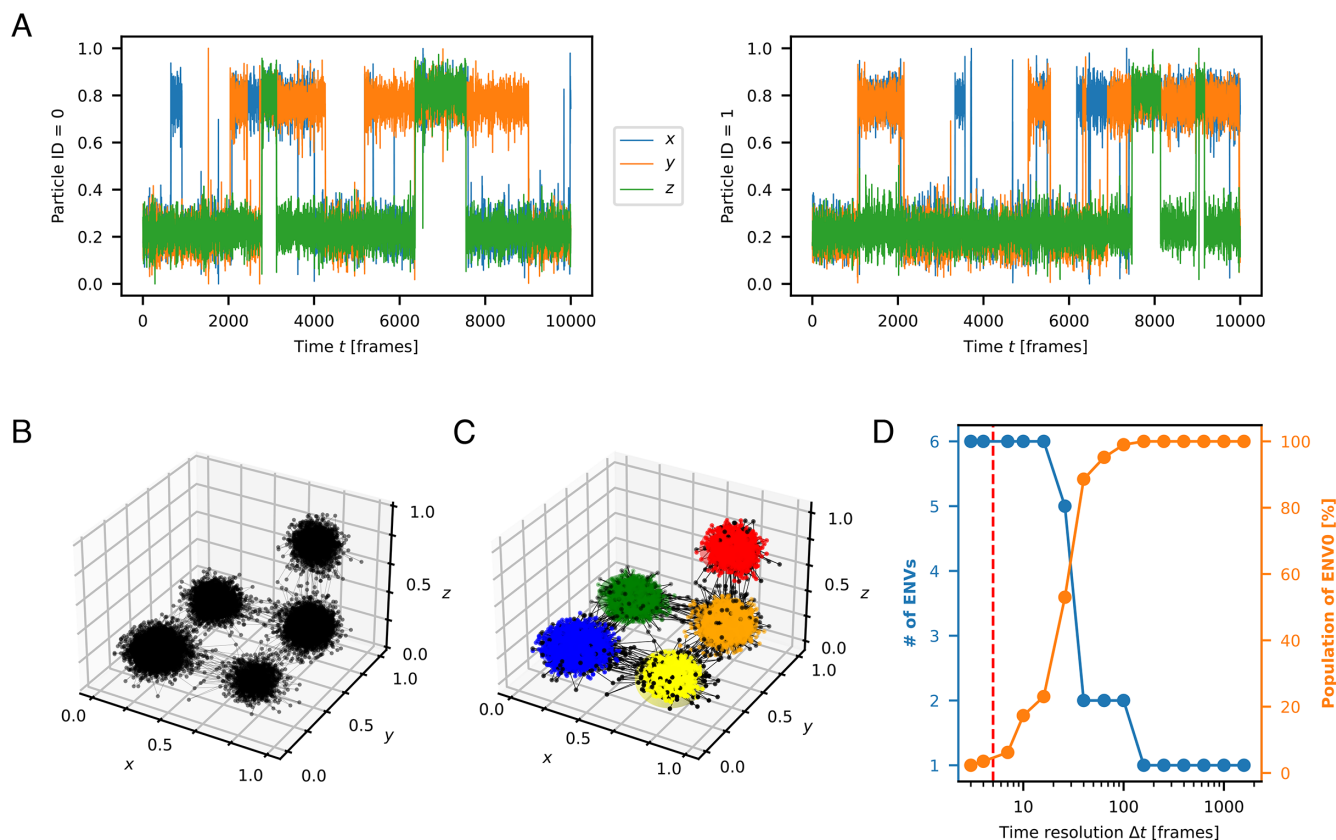 A
Particle ID = 0
1.0
0.8
0.6
0.4
0.2
0.0
0
2000
4000
6000
8000
10000
Time t [frames]
x
y
z
Particle ID = 1
1.0
0.8
0.6
0.4
0.2
0.0
0
2000
4000
6000
8000
10000
Time t [frames]
B
0.0
0.5
1.0
x
0.0
0.5
1.0
y
0.0
0.5
1.0
z
C
0.0
0.5
1.0
x
0.0
0.5
1.0
y
0.0
0.5
1.0
z
D
# of ENVs
6
5
4
3
2
1
10
100
1000
Time resolution Δt [frames]
100
80
60
40
20
0
Population of ENV0 [%]